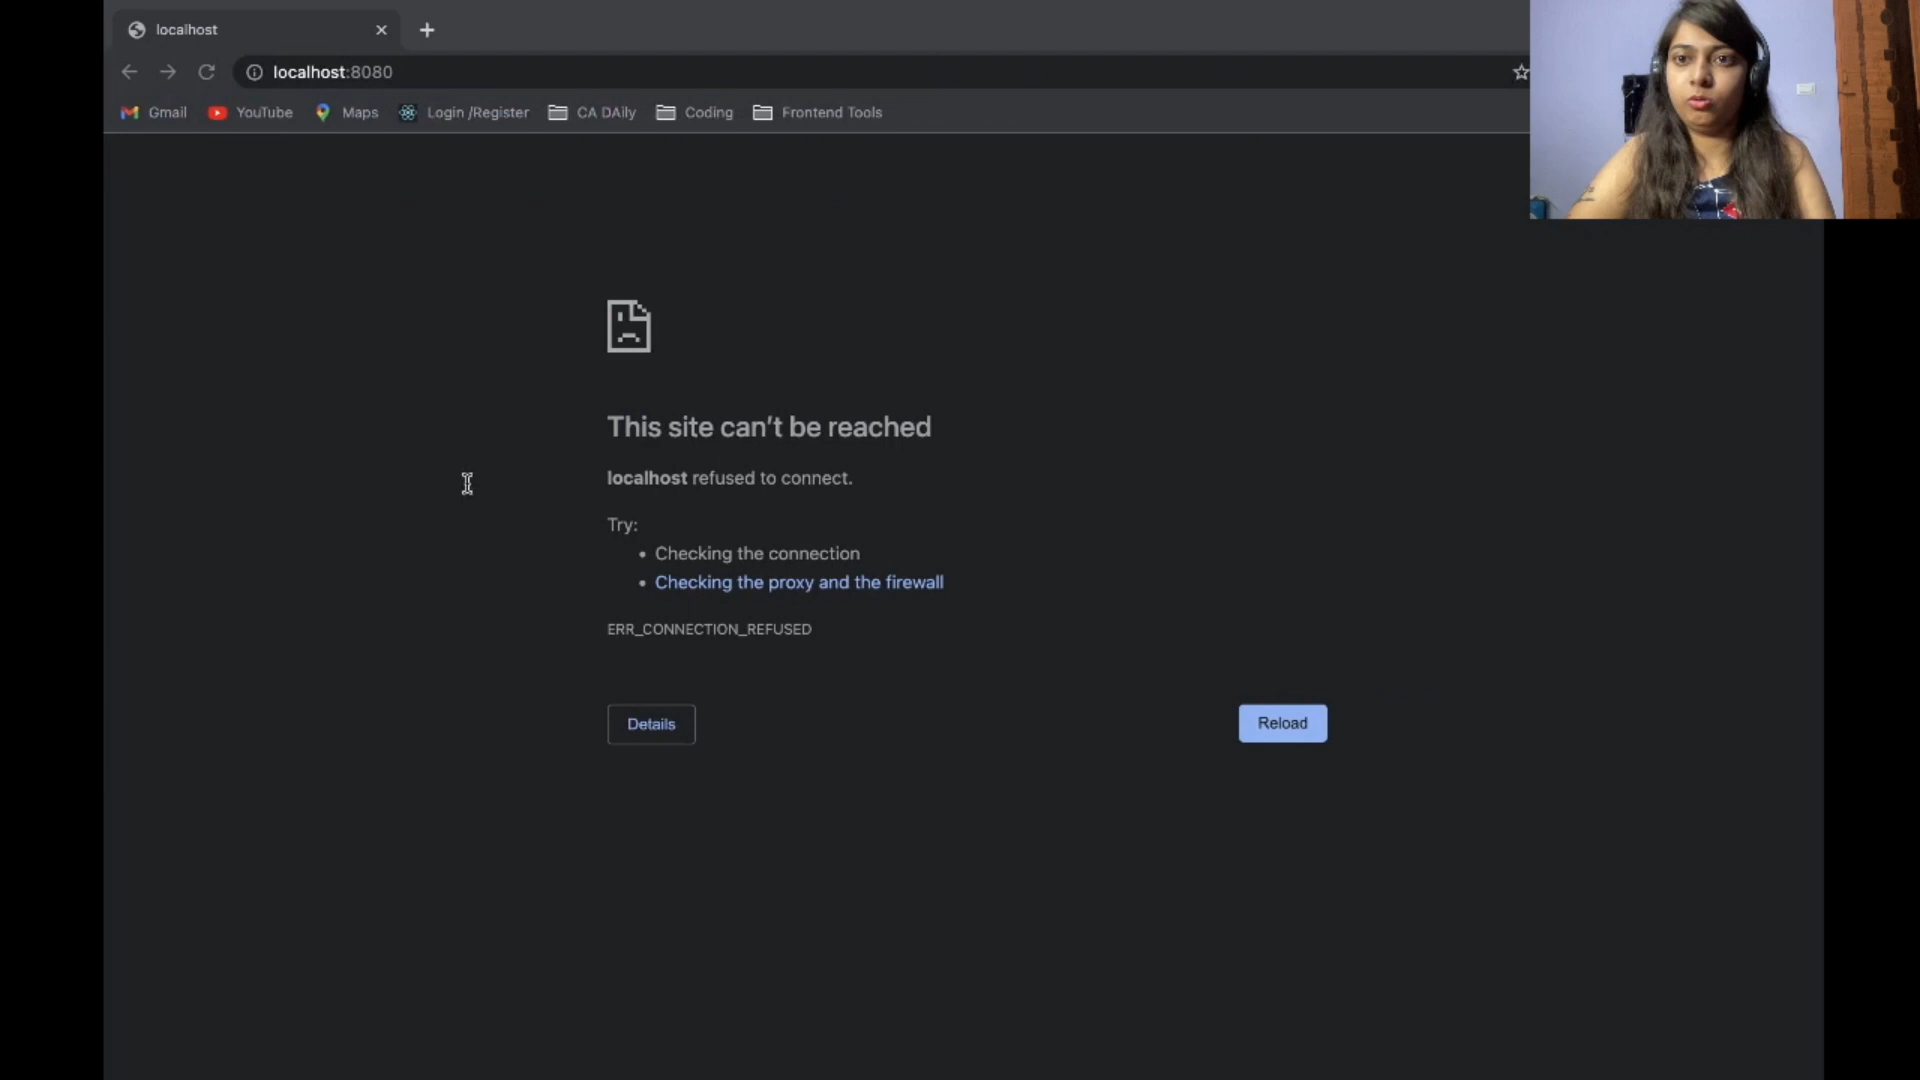 localhost
localhost:8080
Gmail YouTube Maps Login /Register CA DAily Coding Frontend Tools
This site can't be reached
localhost refused to connect.
Try:
• Checking the connection
• Checking the proxy and the firewall
ERR_CONNECTION_REFUSED
Details
Reload